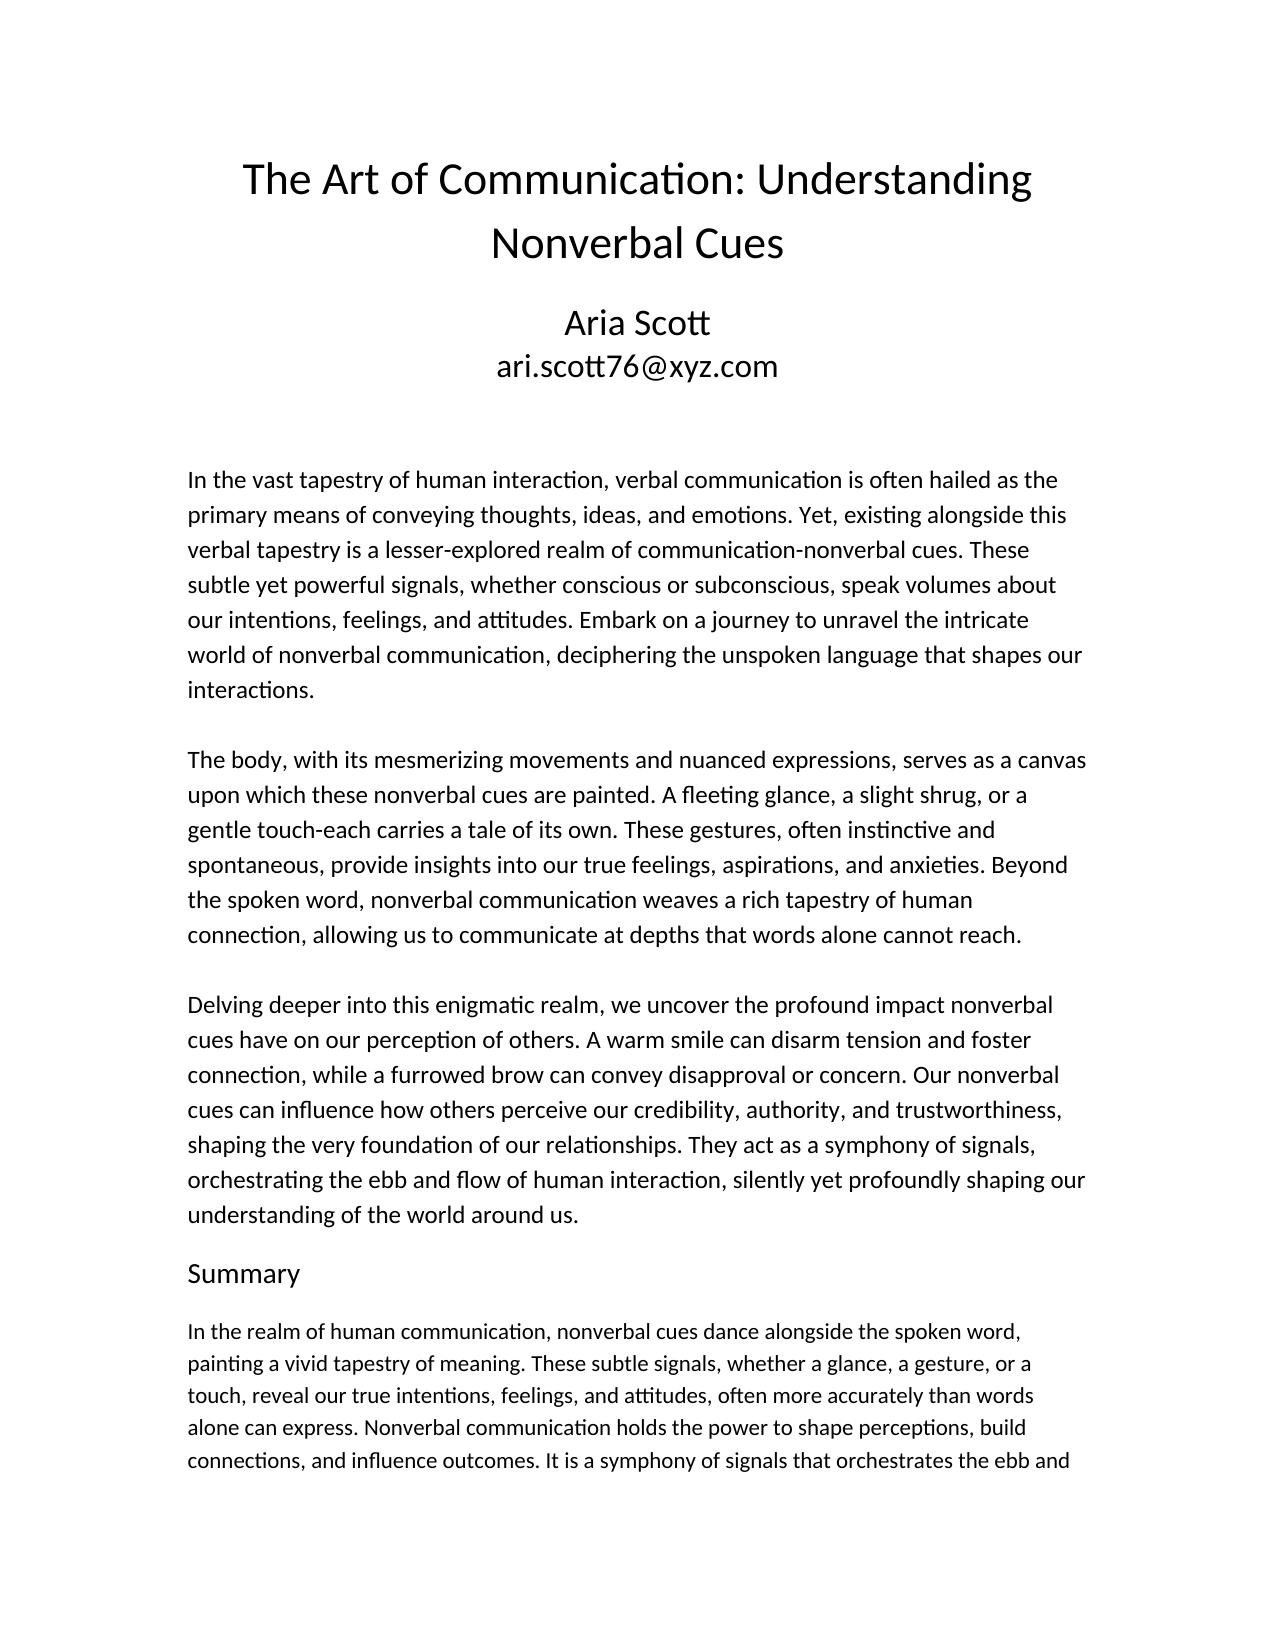 The Art of Communication: Understanding
Nonverbal Cues
Aria Scott
ari.scott76@xyz.com
In the vast tapestry of human interaction, verbal communication is often hailed as the
primary means of conveying thoughts, ideas, and emotions. Yet, existing alongside this
verbal tapestry is a lesser-explored realm of communication-nonverbal cues. These
subtle yet powerful signals, whether conscious or subconscious, speak volumes about
our intentions, feelings, and attitudes. Embark on a journey to unravel the intricate
world of nonverbal communication, deciphering the unspoken language that shapes our
interactions.
The body, with its mesmerizing movements and nuanced expressions, serves as a canvas
upon which these nonverbal cues are painted. A fleeting glance, a slight shrug, or a
gentle touch-each carries a tale of its own. These gestures, often instinctive and
spontaneous, provide insights into our true feelings, aspirations, and anxieties. Beyond
the spoken word, nonverbal communication weaves a rich tapestry of human
connection, allowing us to communicate at depths that words alone cannot reach.
Delving deeper into this enigmatic realm, we uncover the profound impact nonverbal
cues have on our perception of others. A warm smile can disarm tension and foster
connection, while a furrowed brow can convey disapproval or concern. Our nonverbal
cues can influence how others perceive our credibility, authority, and trustworthiness,
shaping the very foundation of our relationships. They act as a symphony of signals,
orchestrating the ebb and flow of human interaction, silently yet profoundly shaping our
understanding of the world around us.
Summary
In the realm of human communication, nonverbal cues dance alongside the spoken word,
painting a vivid tapestry of meaning. These subtle signals, whether a glance, a gesture, or a
touch, reveal our true intentions, feelings, and attitudes, often more accurately than words
alone can express. Nonverbal communication holds the power to shape perceptions, build
connections, and influence outcomes. It is a symphony of signals that orchestrates the ebb and